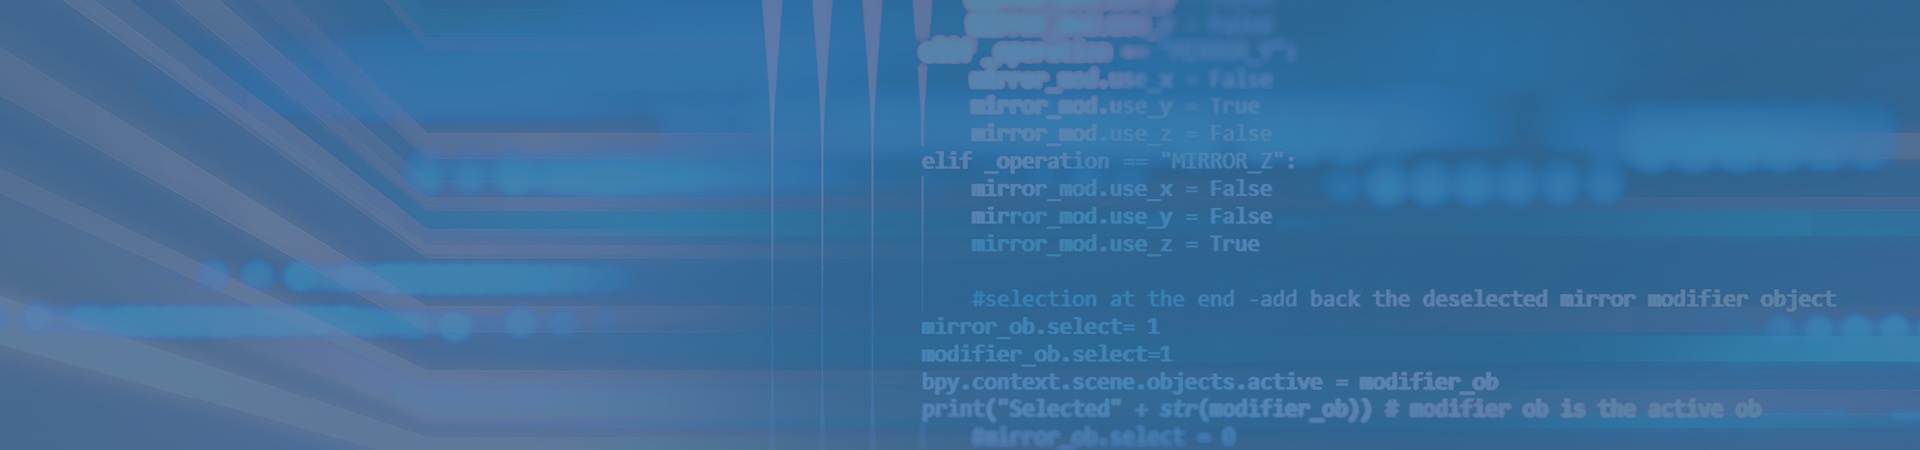 elif _operation == "MIRROR_Y":
mirror_mod.use_x = False
mirror_mod.use_y = True
mirror_mod.use_z = False
elif _operation == "MIRROR_Z":
mirror_mod.use_x = False
mirror_mod.use_y = False
mirror_mod.use_z = True
#selection at the end -add back the deselected mirror modifier object
mirror_ob.select= 1
modifier_ob.select=1
bpy.context.scene.objects.active = modifier_ob
print("Selected" + str(modifier_ob)) # modifier ob is the active ob
#mirror_ob.select = 0